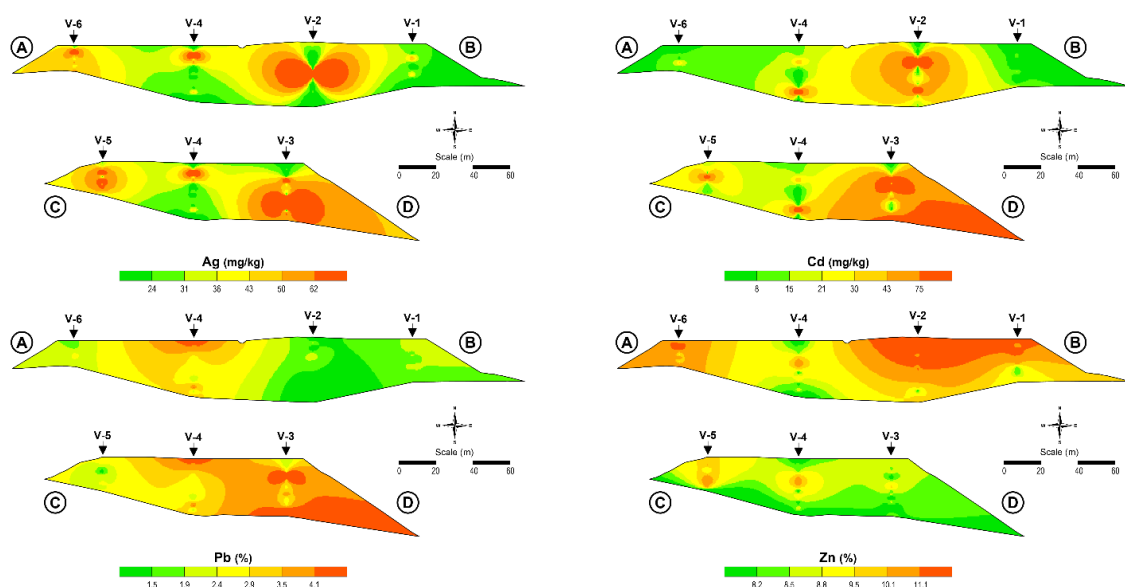 V-6 V-4 V-2 V-1
A B
Scale (m)
0 20 40 60
V-5 V-4 V-3
C D
Ag (mg/kg)
24 31 36 43 50 62
V-6 V-4 V-2 V-1
A B
Scale (m)
0 20 40 60
V-5 V-4 V-3
C D
Cd (mg/kg)
15 21 30 43 75
V-6 V-4 V-2 V-1
A B
Scale (m)
0 20 40 60
V-5 V-4 V-3
C D
Pb (%)
1.5 1.9 2.4 2.9 3.5 4.1
V-6 V-4 V-2 V-1
A B
Scale (m)
0 20 40 60
V-5 V-4 V-3
C D
Zn (%)
8.2 8.5 8.8 9.5 10.1 11.1